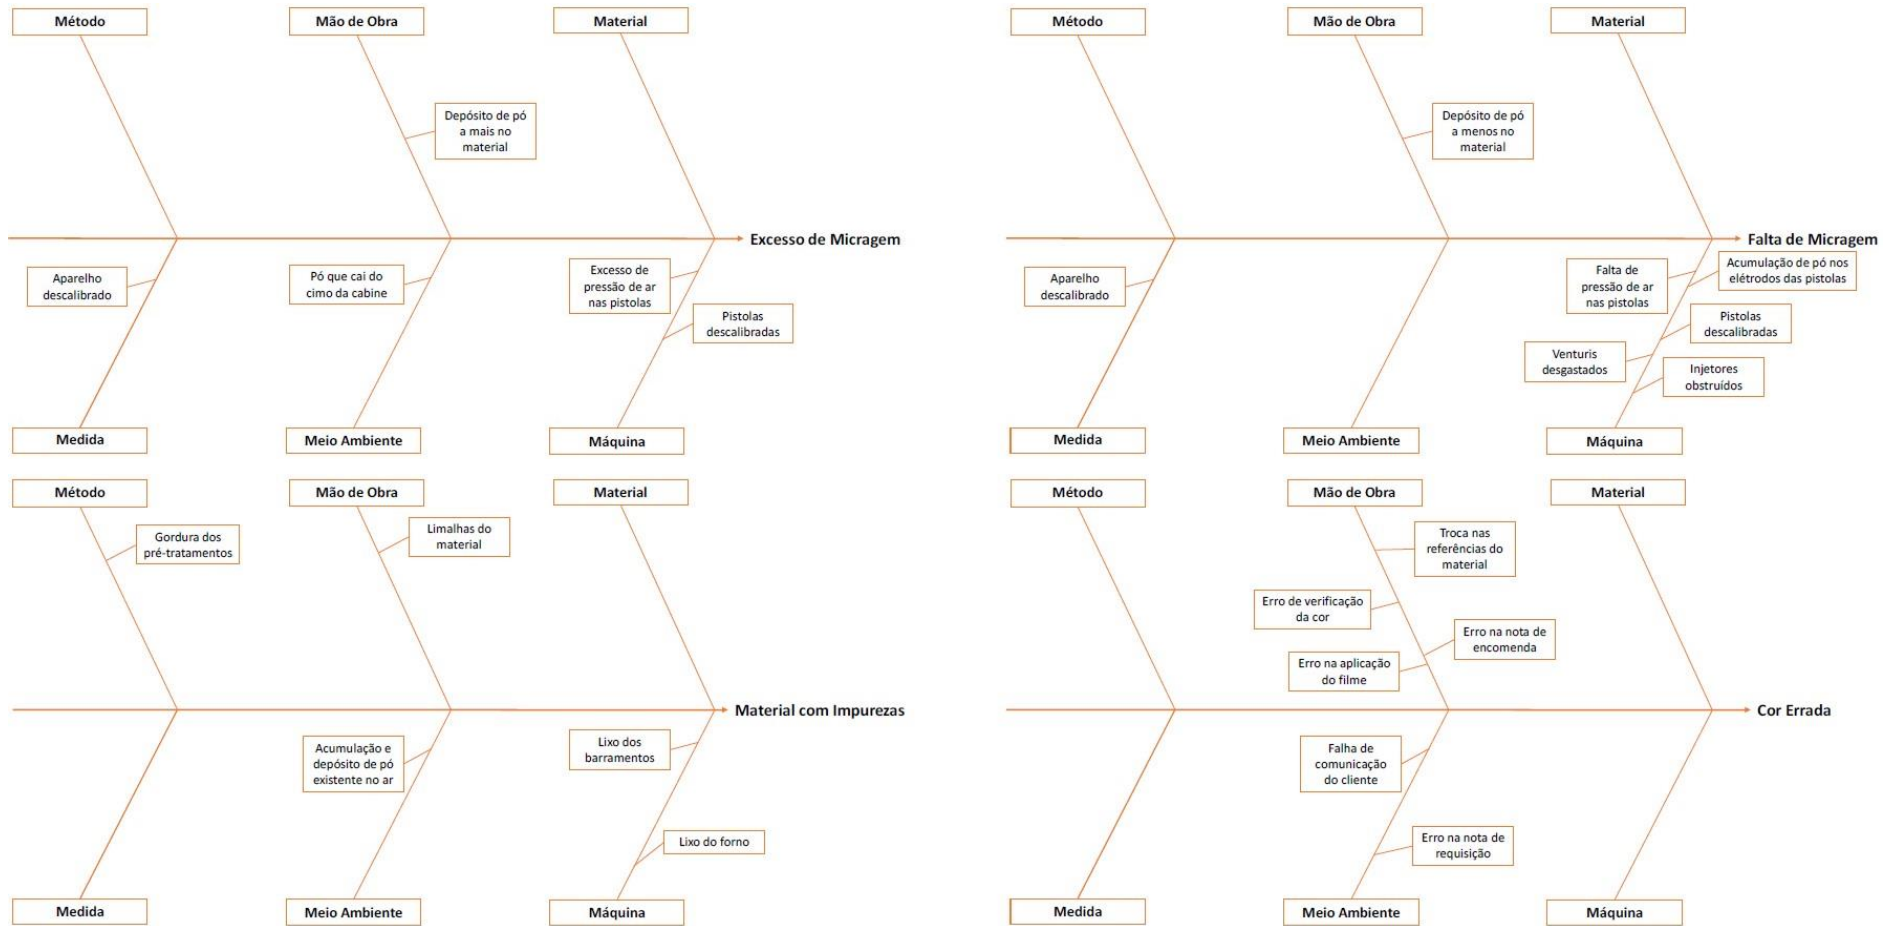 Método
Mão de Obra
Material
Depósito de pó
a mais no
material
Excesso de Micragem
Aparelho
descalibrado
Pó que cai do
cimo da cabine
Excesso de
pressão de ar
nas pistolas
Pistolas
descalibradas
Medida
Meio Ambiente
Máquina
Método
Mão de Obra
Material
Depósito de pó
a menos no
material
Falta de Micragem
Aparelho
descalibrado
Falta de
pressão de ar
nas pistolas
Acumulação de pó nos
elétrodos das pistolas
Pistolas
descalibradas
Venturis
desgastados
Injetores
obstruídos
Medida
Meio Ambiente
Máquina
Método
Mão de Obra
Material
Gordura dos
pré-tratamentos
Limalhas do
material
Material com Impurezas
Acumulação e
depósito de pó
existente no ar
Lixo dos
barramentos
Lixo do forno
Medida
Meio Ambiente
Máquina
Método
Mão de Obra
Material
Troca nas
referências do
material
Erro de verificação
da cor
Erro na nota de
encomenda
Erro na aplicação
do filme
Cor Errada
Falha de
comunicação
do cliente
Erro na nota de
requisição
Medida
Meio Ambiente
Máquina